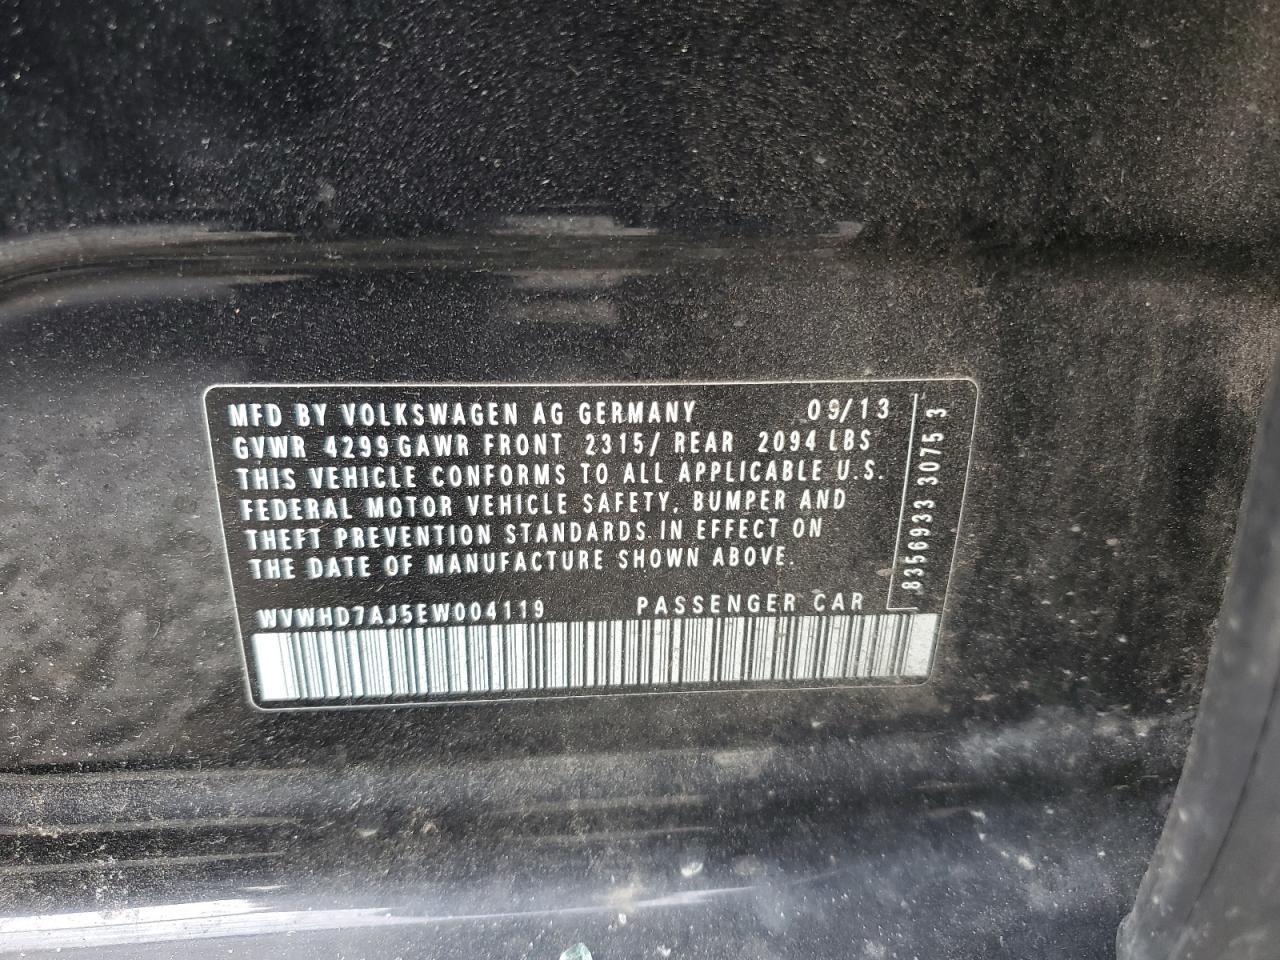 MFD BY VOLKSWAGEN AG GERMANY 09/13
GVWR 4299 GAWR FRONT 2315/ REAR 2094 LBS
THIS VEHICLE CONFORMS TO ALL APPLICABLE U.S.
FEDERAL MOTOR VEHICLE SAFETY, BUMPER AND
THEFT PREVENTION STANDARDS IN EFFECT ON
THE DATE OF MANUFACTURE SHOWN ABOVE.
WVWHD7AJ5EW004119 PASSENGER CAR
8356933 3075 3